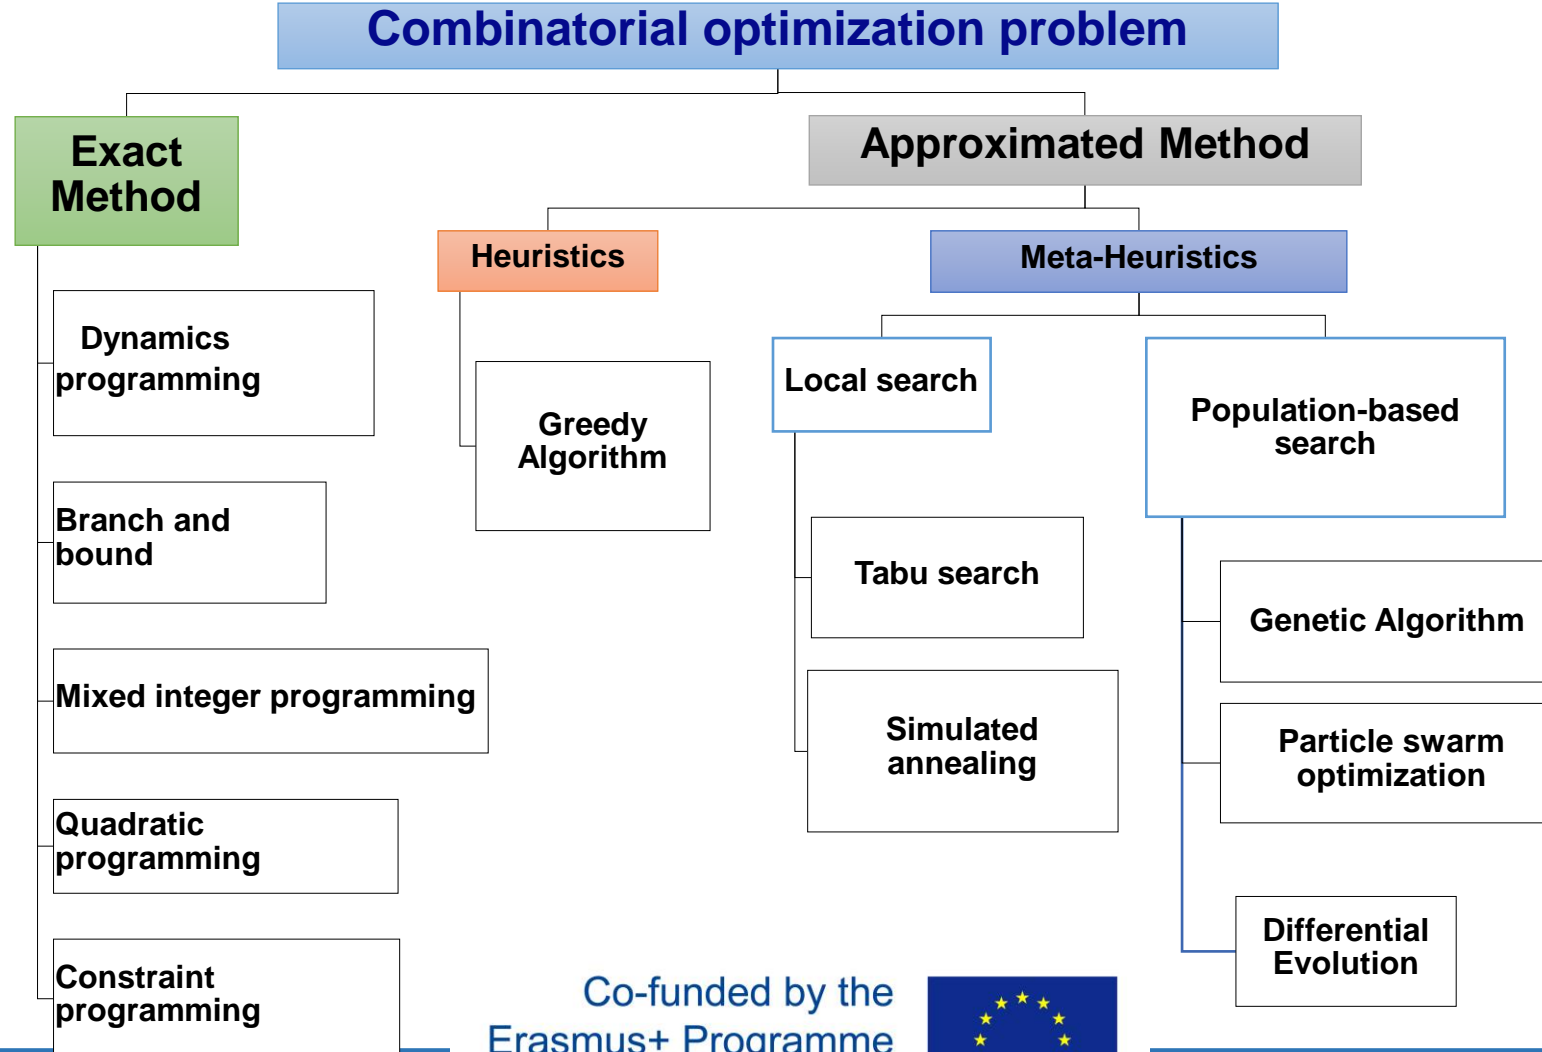 Combinatorial optimization problem
Exact
Method
Approximated Method
Heuristics
Meta-Heuristics
Dynamics
programming
Branch and
bound
Mixed integer programming
Quadratic
programming
Constraint
programming
Greedy
Algorithm
Local search
Tabu search
Simulated
annealing
Population-based
search
Genetic Algorithm
Particle swarm
optimization
Differential
Evolution
Co-funded by the
Erasmus+ Programme